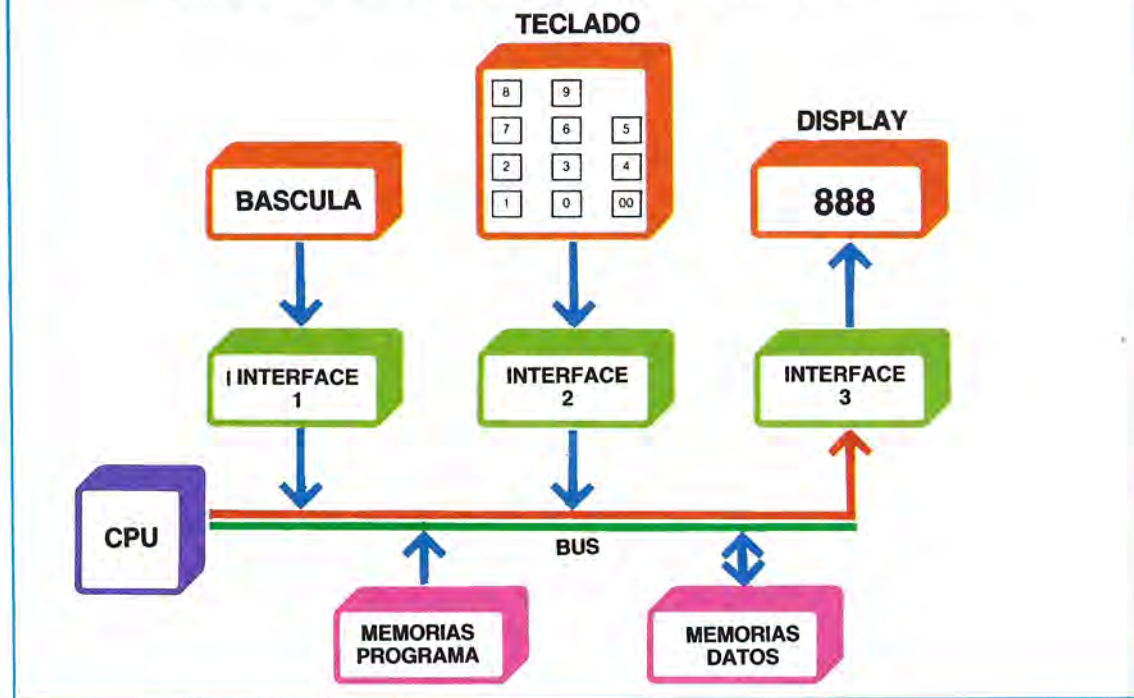 TECLADO
8 9
7 6 5
2 3 4
1 0 00
DISPLAY
888
BASCULA
INTERFACE
1
INTERFACE
2
INTERFACE
3
CPU
BUS
MEMORIAS
PROGRAMA
MEMORIAS
DATOS